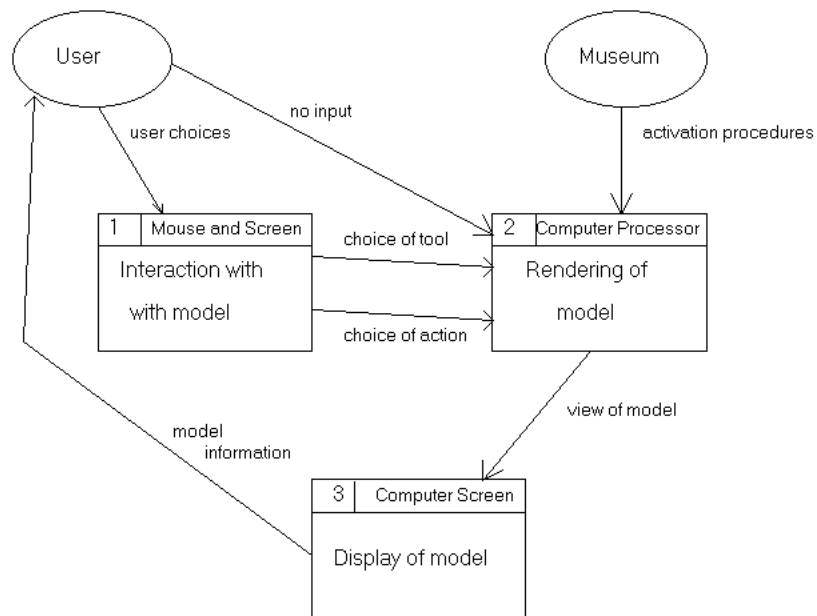 User
Museum
no input
user choices
activation procedures
1 Mouse and Screen
Interaction with
with model
choice of tool
choice of action
2 Computer Processor
Rendering of
model
view of model
model
information
3 Computer Screen
Display of model